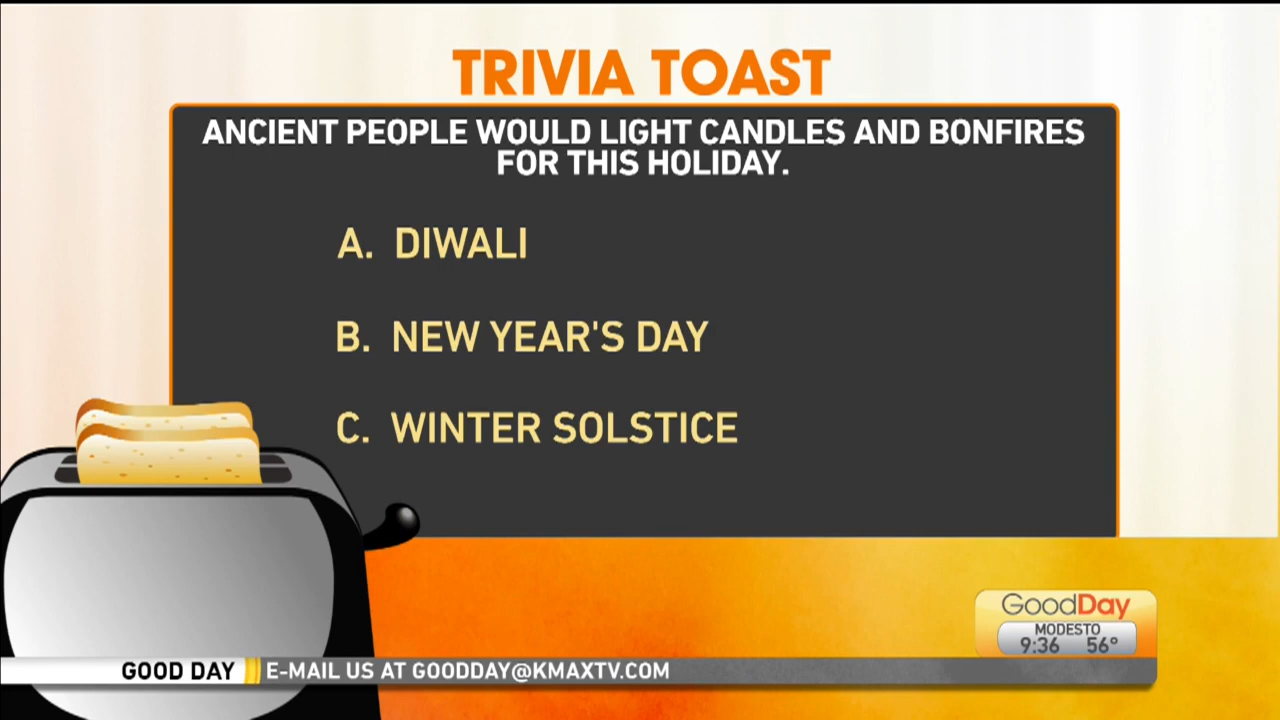 TRIVIA TOAST
ANCIENT PEOPLE WOULD LIGHT CANDLES AND BONFIRES
FOR THIS HOLIDAY.
A. DIWALI
B. NEW YEAR'S DAY
C. WINTER SOLSTICE
GoodDay
MODESTO
9:36 56°
GOOD DAY E-MAIL US AT GOODDAY@KMAXTV.COM